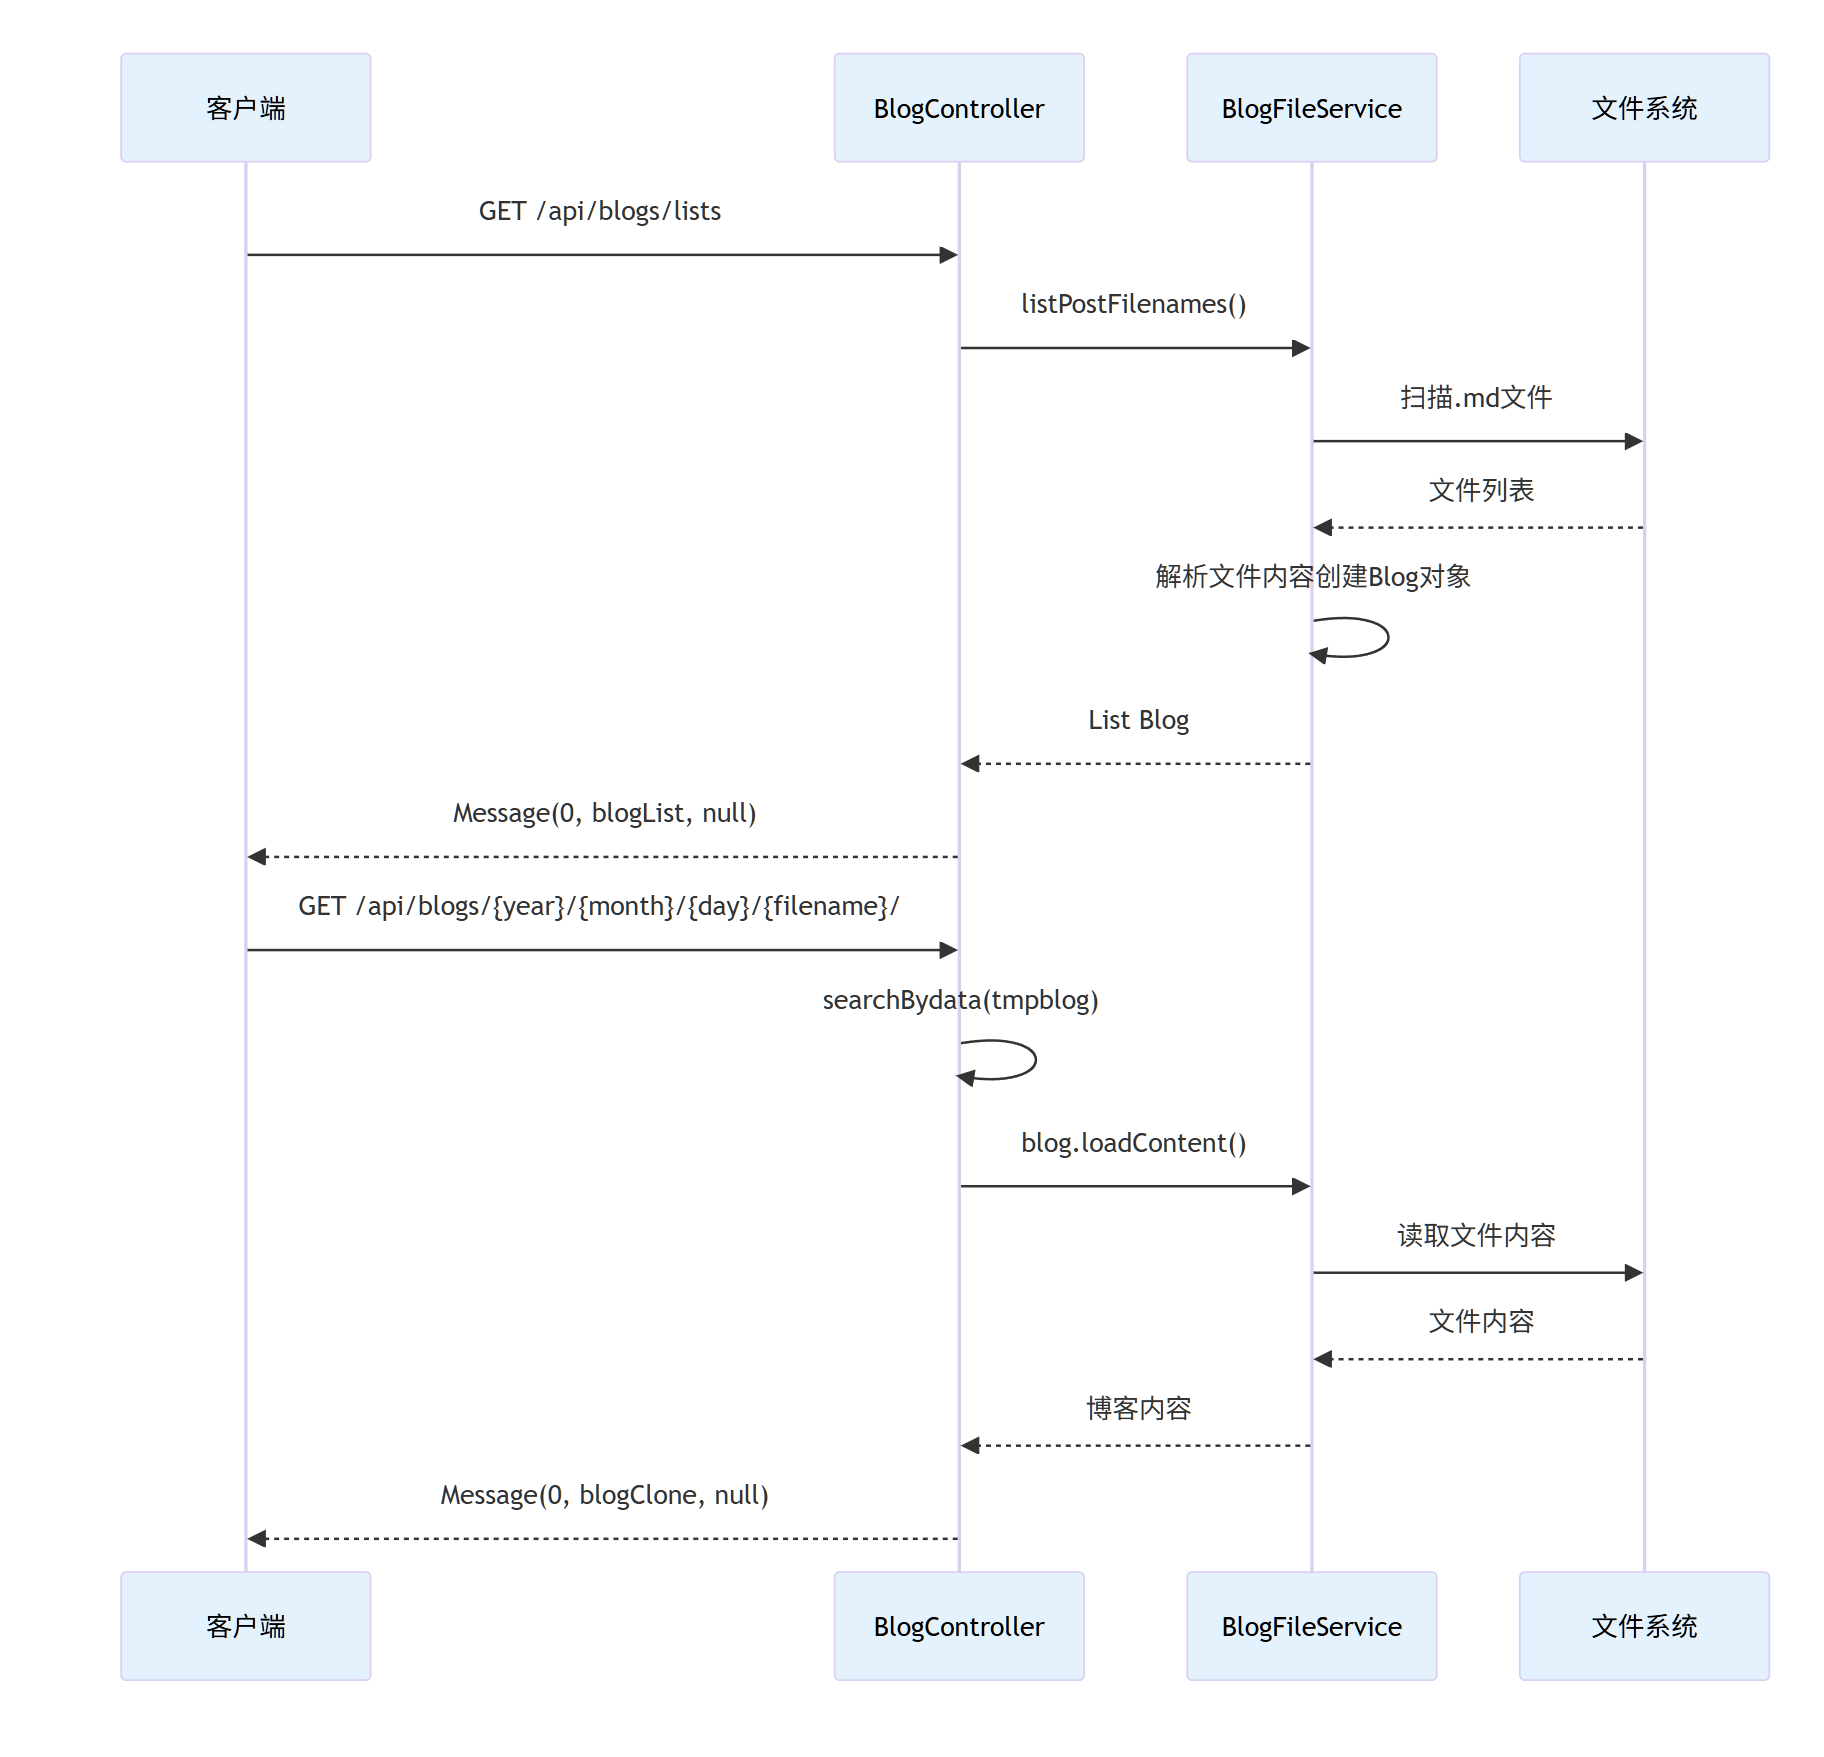 客户端
BlogController
BlogFileService
文件系统
GET /api/blogs/lists
listPostFilenames()
扫描.md文件
文件列表
解析文件内容创建Blog对象
List Blog
Message(0, blogList, null)
GET /api/blogs/{year}/{month}/{day}/{filename}/
searchBydata(tmpblog)
blog.loadContent()
读取文件内容
文件内容
博客内容
Message(0, blogClone, null)
客户端
BlogController
BlogFileService
文件系统